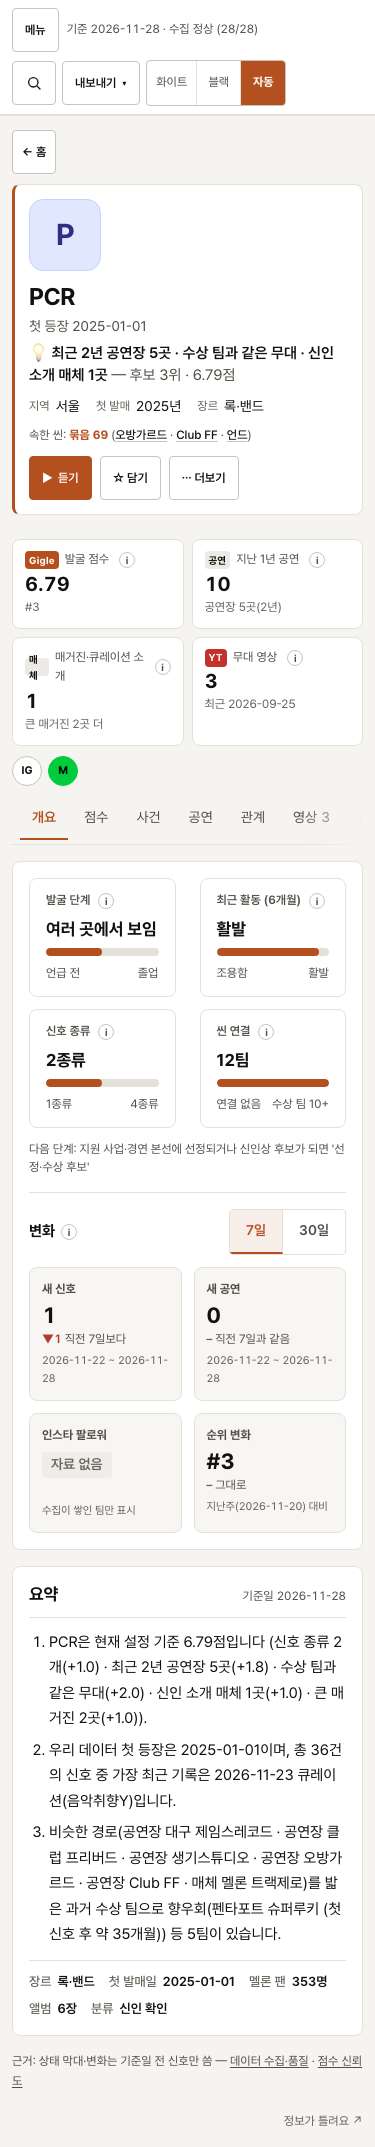 메뉴
기준 2026-11-28 · 수집 정상 (28/28)
내보내기 ▾
화이트 블랙 자동
← 홈
P
PCR
첫 등장 2025-01-01
💡 최근 2년 공연장 5곳 · 수상 팀과 같은 무대 · 신인
소개 매체 1곳 — 후보 3위 · 6.79점
지역 서울 첫 발매 2025년 장르 록·밴드
속한 씬: 묶음 69 (오방가르드 · Club FF · 언드)
▶ 듣기 ☆ 담기 ··· 더보기
Gigle 발굴 점수 i
6.79
#3
공연 지난 1년 공연 i
10
공연장 5곳(2년)
매체 매거진·큐레이션 소개 i
1
큰 매거진 2곳 더
YT 무대 영상 i
3
최근 2026-09-25
IG M
개요 점수 사건 공연 관계 영상 3
발굴 단계 i
여러 곳에서 보임
언급 전 졸업
최근 활동 (6개월) i
활발
조용함 활발
신호 종류 i
2종류
1종류 4종류
씬 연결 i
12팀
연결 없음 수상 팀 10+
다음 단계: 지원 사업·경연 본선에 선정되거나 신인상 후보가 되면 '선
정·수상 후보'
변화 i
7일 30일
새 신호
1
▼1 직전 7일보다
2026-11-22 ~ 2026-11-
28
새 공연
0
– 직전 7일과 같음
2026-11-22 ~ 2026-11-
28
인스타 팔로워
자료 없음
수집이 쌓인 팀만 표시
순위 변화
#3
– 그대로
지난주(2026-11-20) 대비
요약
기준일 2026-11-28
1. PCR은 현재 설정 기준 6.79점입니다 (신호 종류 2
개(+1.0) · 최근 2년 공연장 5곳(+1.8) · 수상 팀과
같은 무대(+2.0) · 신인 소개 매체 1곳(+1.0) · 큰 매
거진 2곳(+1.0)).
2. 우리 데이터 첫 등장은 2025-01-01이며, 총 36건
의 신호 중 가장 최근 기록은 2026-11-23 큐레이
션(음악취향Y)입니다.
3. 비슷한 경로(공연장 대구 제임스레코드 · 공연장 클
럽 프리버드 · 공연장 생기스튜디오 · 공연장 오방가
르드 · 공연장 Club FF · 매체 멜론 트랙제로)를 밟
은 과거 수상 팀으로 향우회(펜타포트 슈퍼루키 (첫
신호 후 약 35개월)) 등 5팀이 있습니다.
장르 록·밴드 첫 발매일 2025-01-01 멜론 팬 353명
앨범 6장 분류 신인 확인
근거: 상태 막대·변화는 기준일 전 신호만 씀 — 데이터 수집·품질 · 점수 신뢰
도
정보가 틀려요 ↗